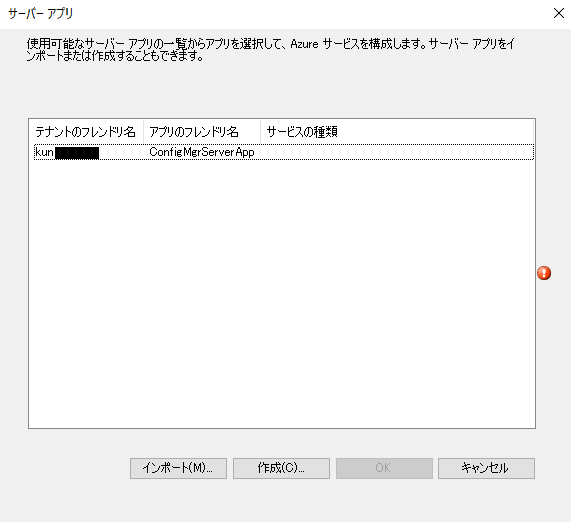 サーバー アプリ
使用可能なサーバー アプリの一覧からアプリを選択して、Azure サービスを構成します。サーバー アプリをイ
ンポートまたは作成することもできます。
テナントのフレンドリ名 アプリのフレンドリ名 サービスの種類
kun ConfigMgrServerApp
インポート(M)... 作成(C)... OK キャンセル